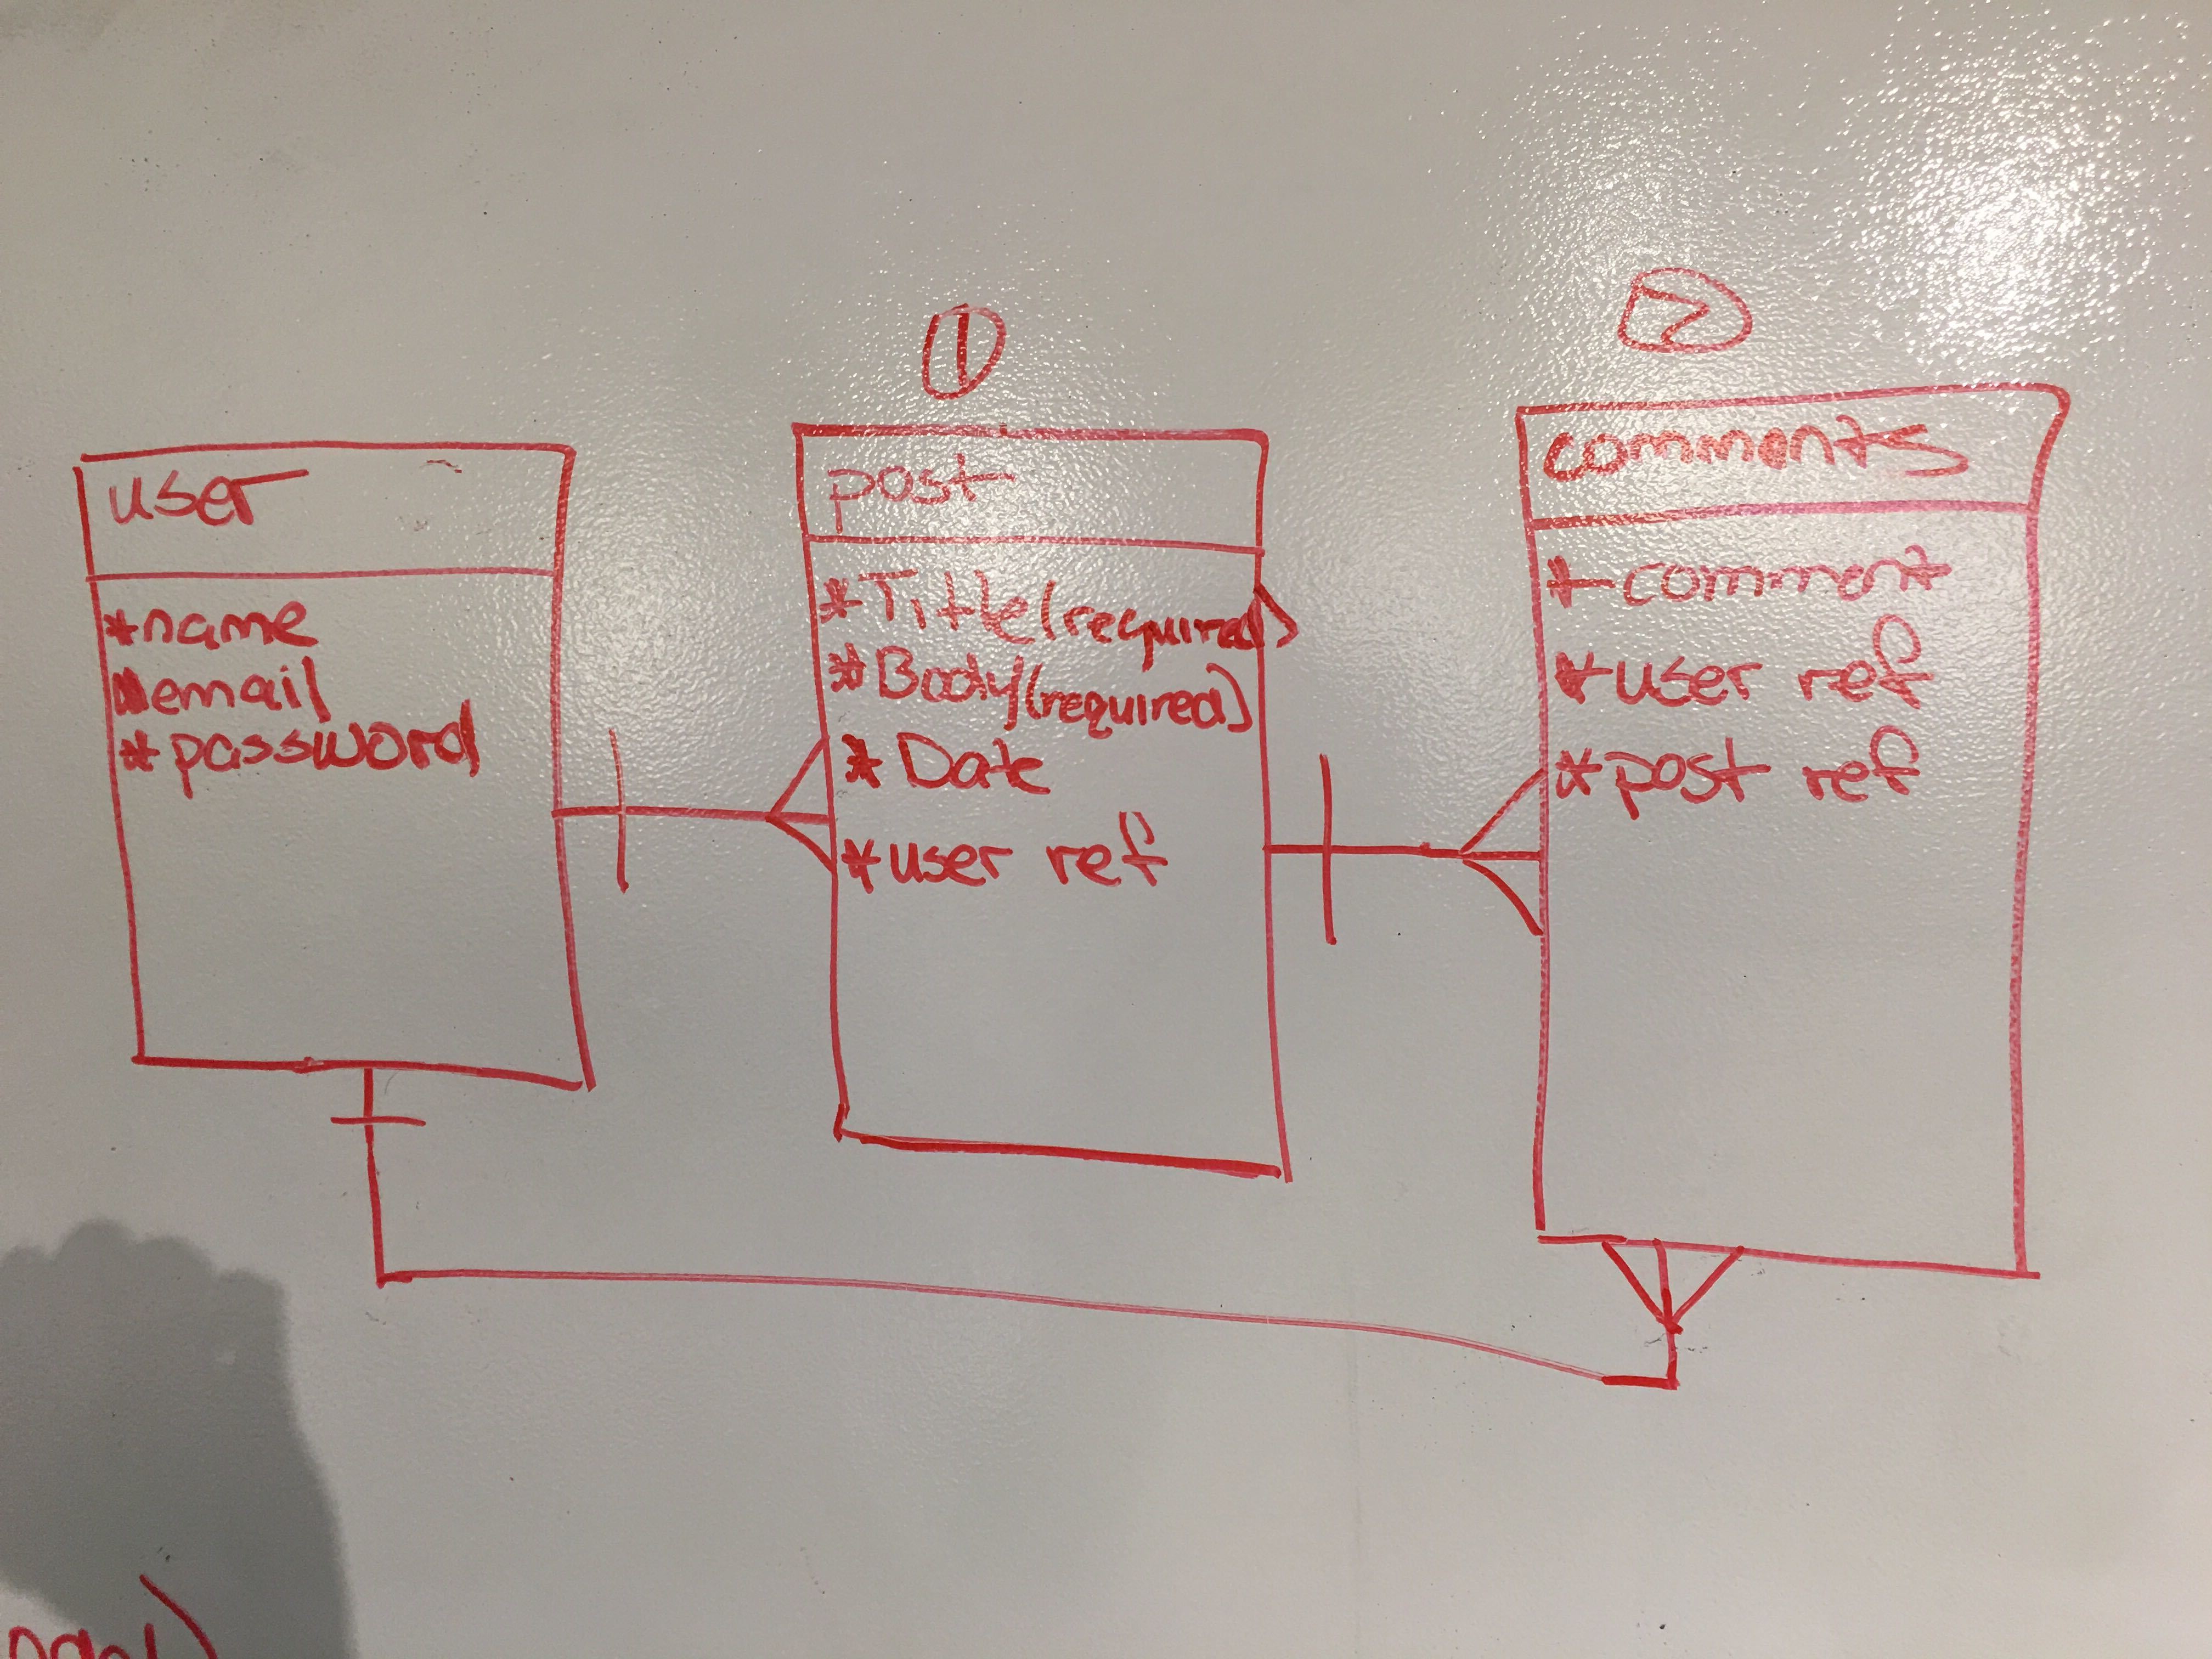 1
2
user
*name
*email
*password
post
*Title(required)
*Body(required)
*Date
*user ref
comments
*comment
*user ref
*post ref